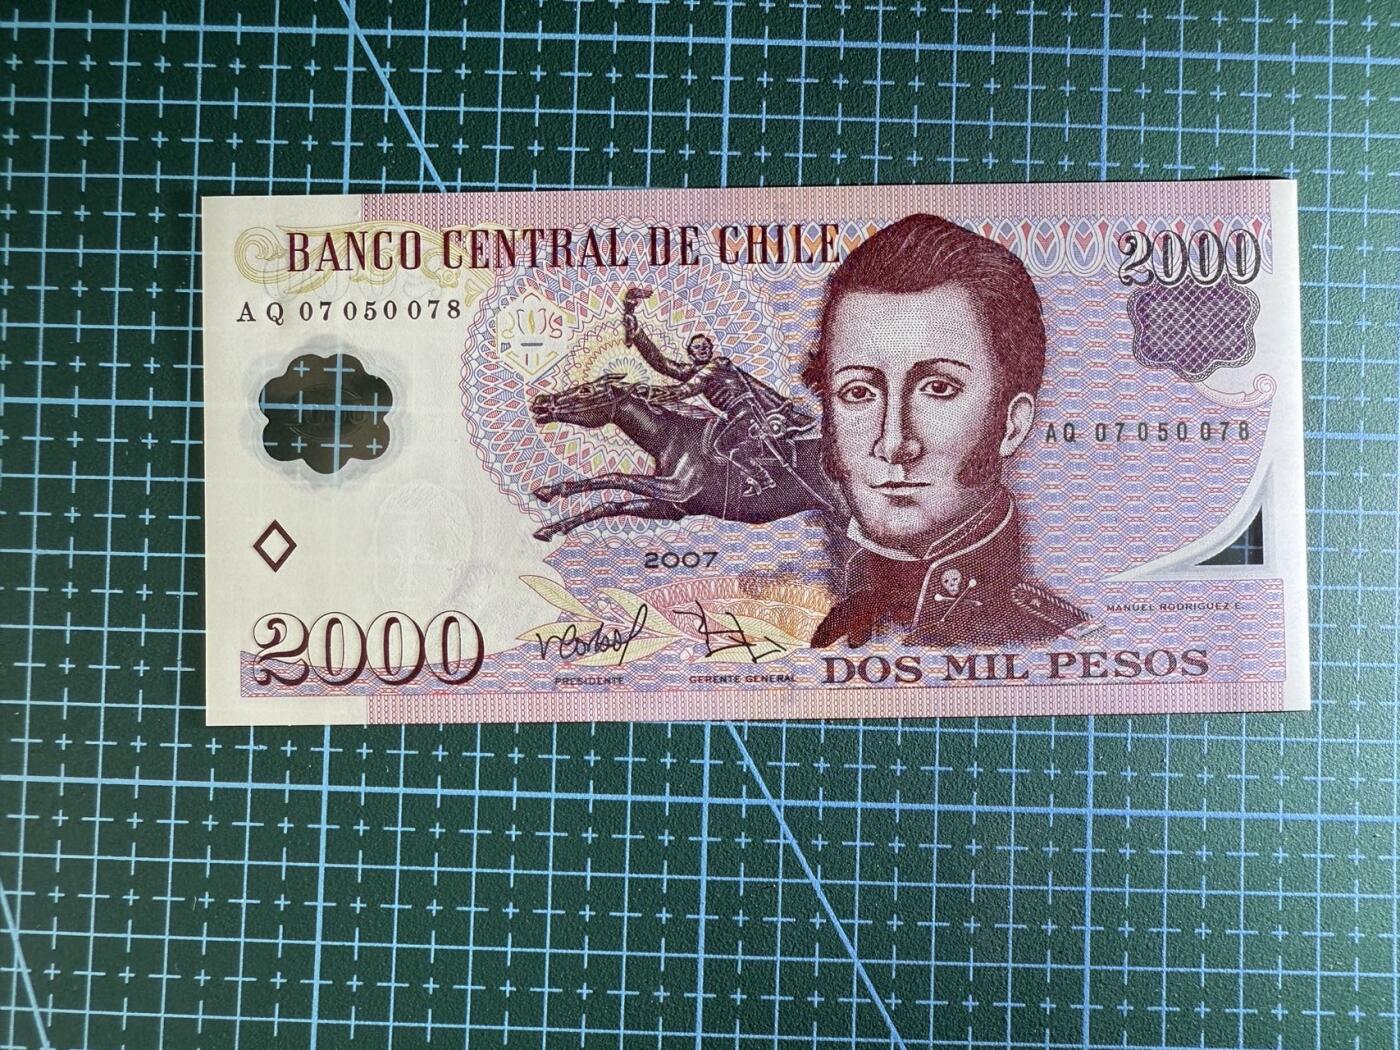 BANCO CENTRAL DE CHILE
2000
AQ 07050078
AQ 07050078
2007
MANUEL RODRIGUEZ E.
2000
PRESIDENTE
GERENTE GENERAL
DOS MIL PESOS